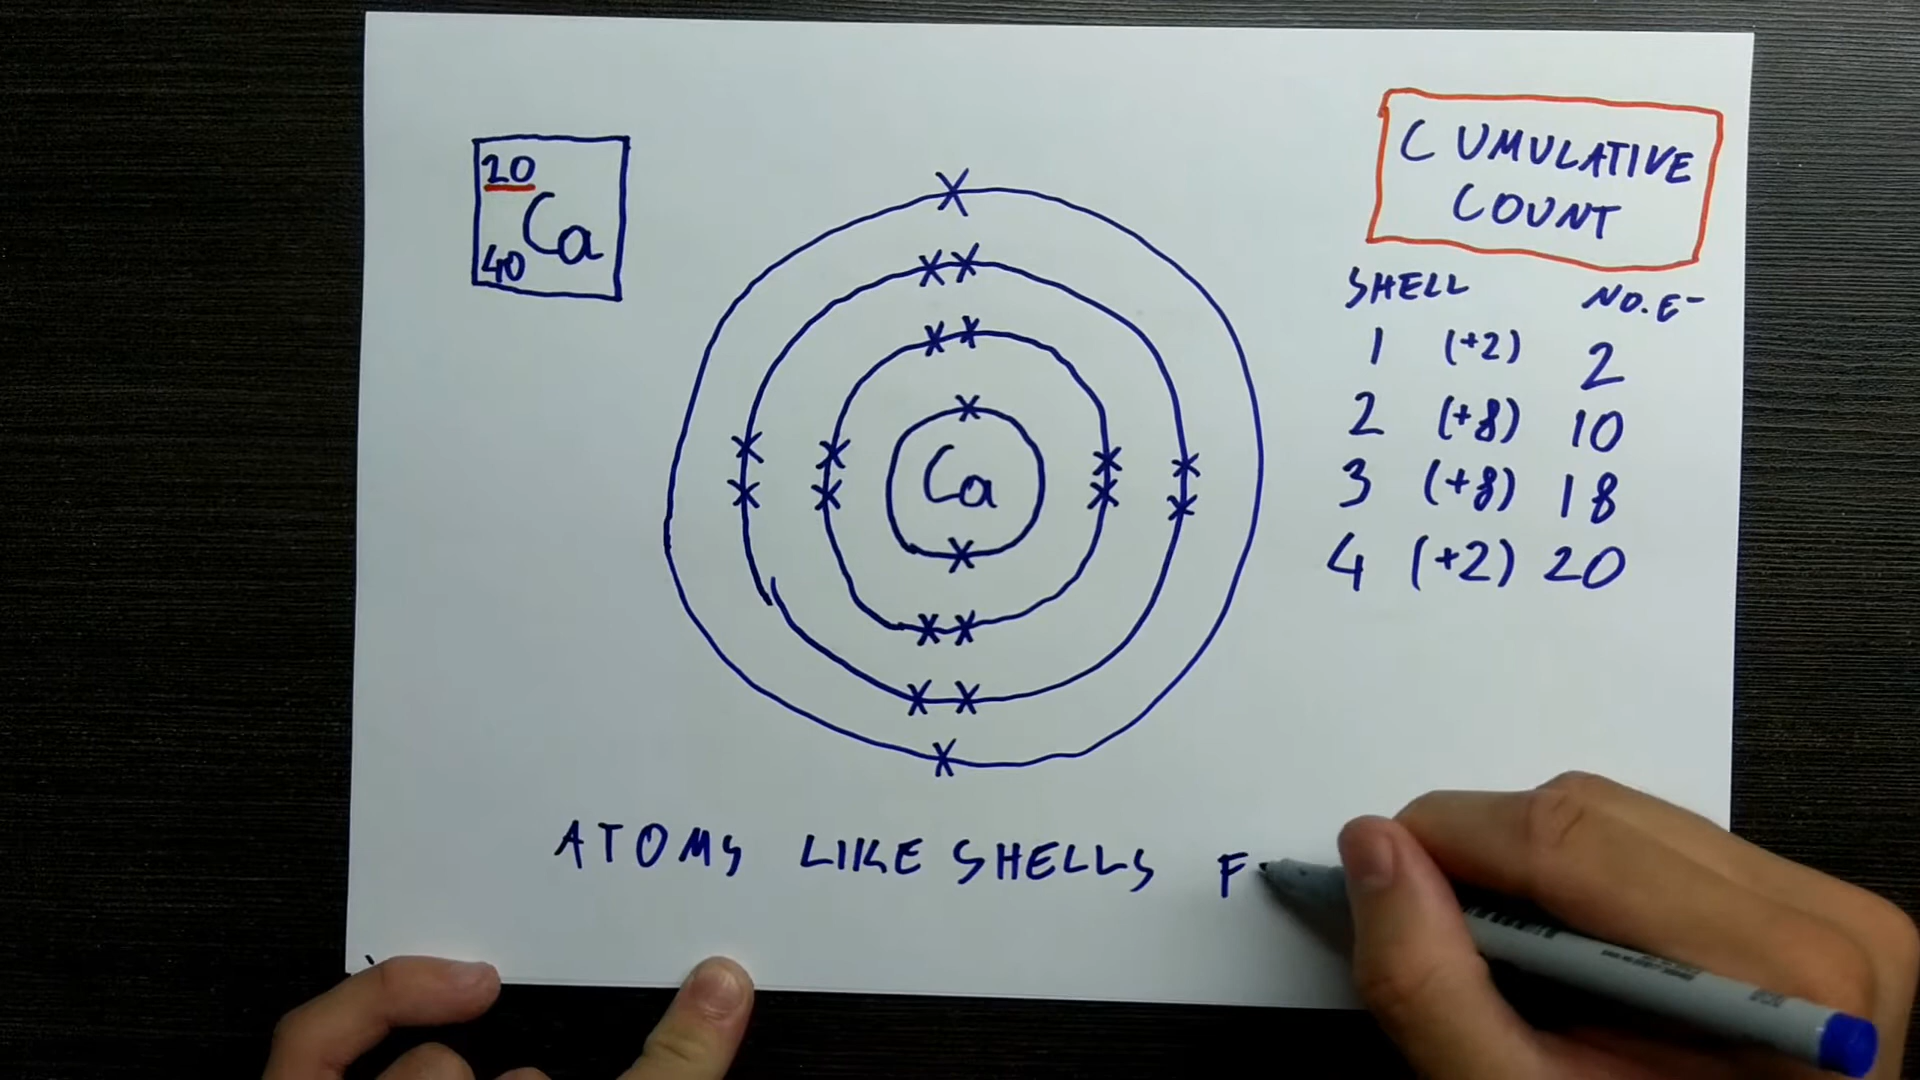 20
Ca
40
Ca
CUMULATIVE
COUNT
SHELL NO. E-
1 (+2) 2
2 (+8) 10
3 (+8) 18
4 (+2) 20
ATOMS LIKE SHELLS F